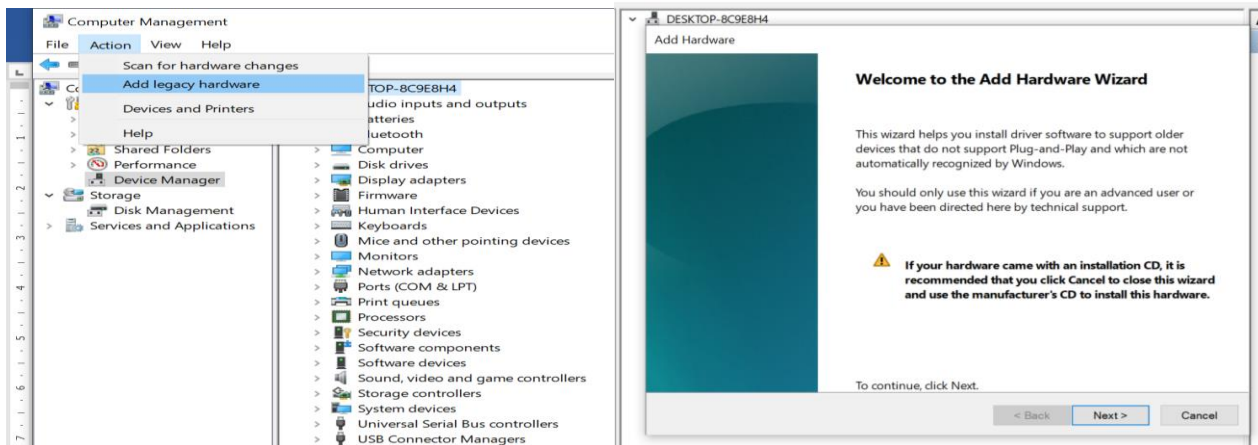 Computer Management
File Action View Help
Scan for hardware changes
Add legacy hardware
Devices and Printers
Help
Shared Folders
Performance
Device Manager
Storage
Disk Management
Services and Applications
TOP-8C9E8H4
udio inputs and outputs
atteries
luetooth
Computer
Disk drives
Display adapters
Firmware
Human Interface Devices
Keyboards
Mice and other pointing devices
Monitors
Network adapters
Ports (COM & LPT)
Print queues
Processors
Security devices
Software components
Software devices
Sound, video and game controllers
Storage controllers
System devices
Universal Serial Bus controllers
USB Connector Managers
DESKTOP-8C9E8H4
Add Hardware
Welcome to the Add Hardware Wizard
This wizard helps you install driver software to support older
devices that do not support Plug-and-Play and which are not
automatically recognized by Windows.
You should only use this wizard if you are an advanced user or
you have been directed here by technical support.
If your hardware came with an installation CD, it is
recommended that you click Cancel to close this wizard
and use the manufacturer's CD to install this hardware.
To continue, click Next.
< Back Next > Cancel